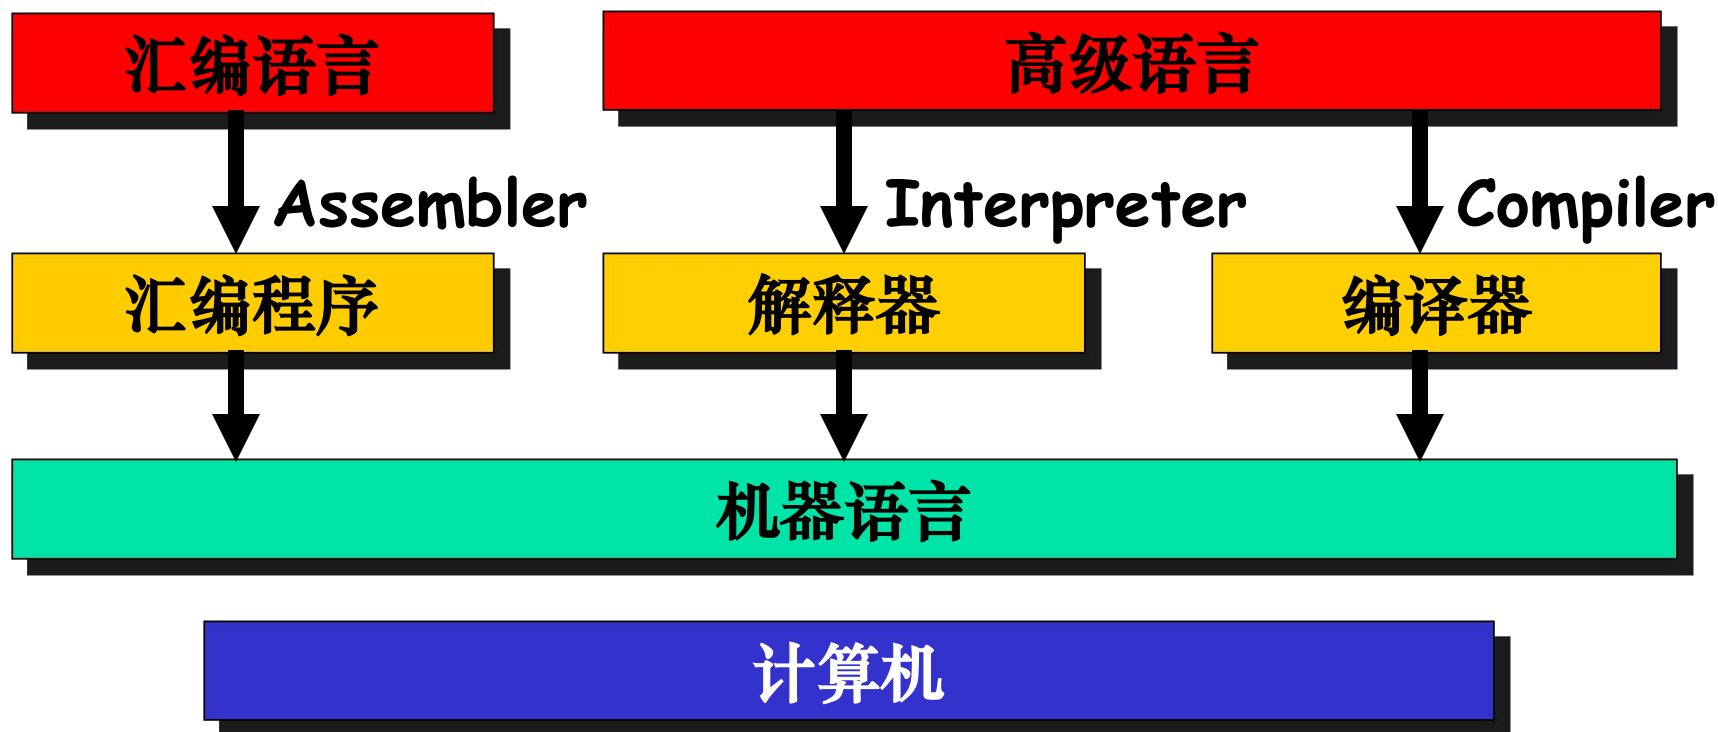 汇编语言
高级语言
Assembler
Interpreter
Compiler
汇编程序
解释器
编译器
机器语言
计算机